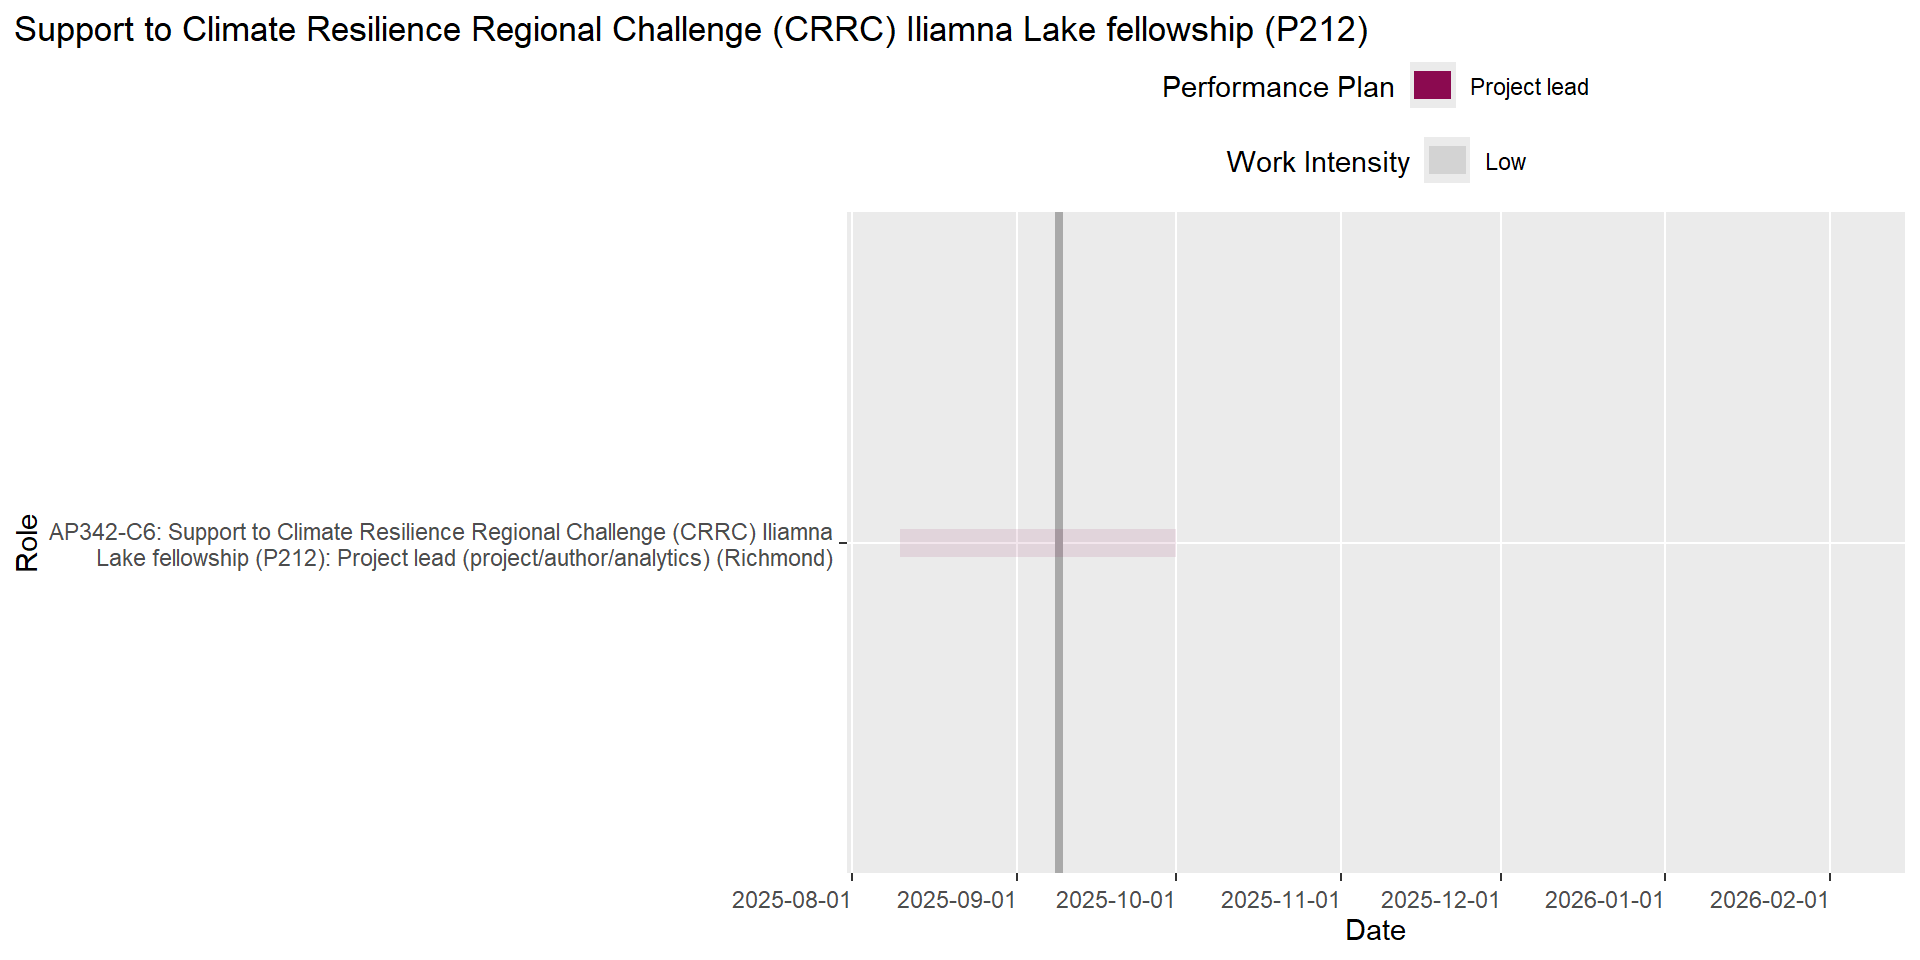 Support to Climate Resilience Regional Challenge (CRRC) Iliamna Lake fellowship (P212)
Performance Plan
Project lead
Work Intensity
Low
Role
AP342-C6: Support to Climate Resilience Regional Challenge (CRRC) Iliamna
Lake fellowship (P212): Project lead (project/author/analytics) (Richmond)
2025-08-01
2025-09-01
2025-10-01
2025-11-01
2025-12-01
2026-01-01
2026-02-01
Date